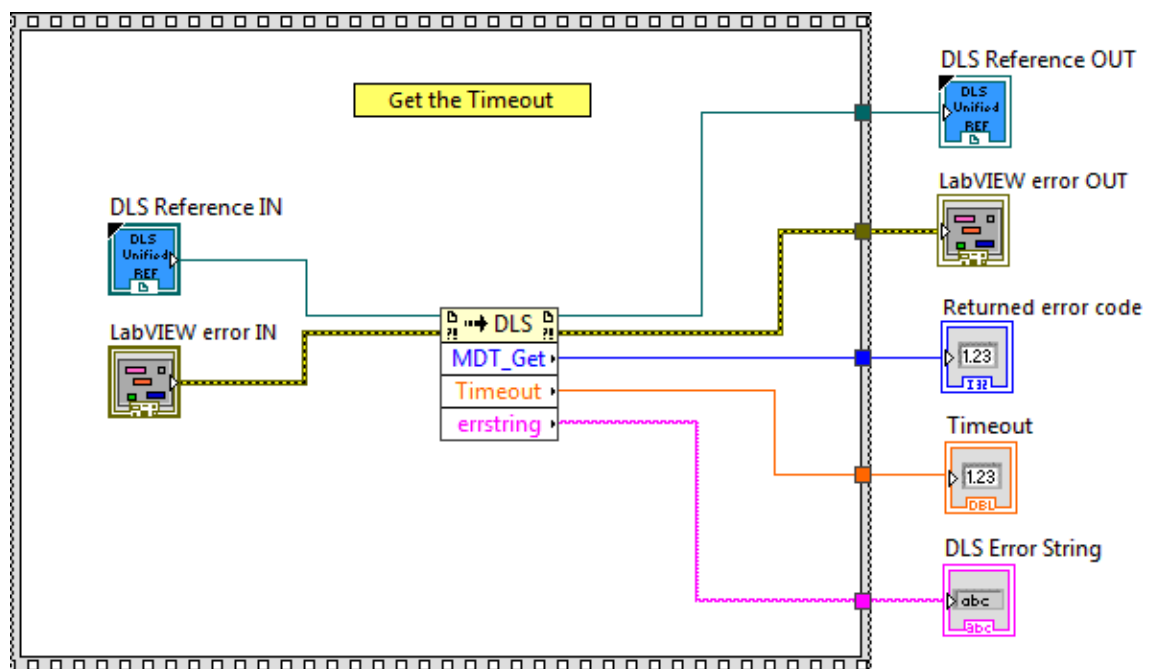 Get the Timeout
DLS Reference OUT
DLS
Unified
REF
LabVIEW error OUT
DLS Reference IN
DLS
Unified
REF
LabVIEW error IN
?!
DLS
?!
MDT_Get
Timeout
errstring
Returned error code
1.23
I32
Timeout
1.23
DBL
DLS Error String
abc
abc